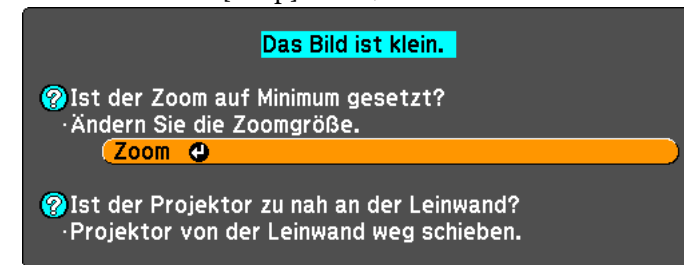 Das Bild ist klein.
Ist der Zoom auf Minimum gesetzt?
·Ändern Sie die Zoomgröße.
Zoom
Ist der Projektor zu nah an der Leinwand?
·Projektor von der Leinwand weg schieben.